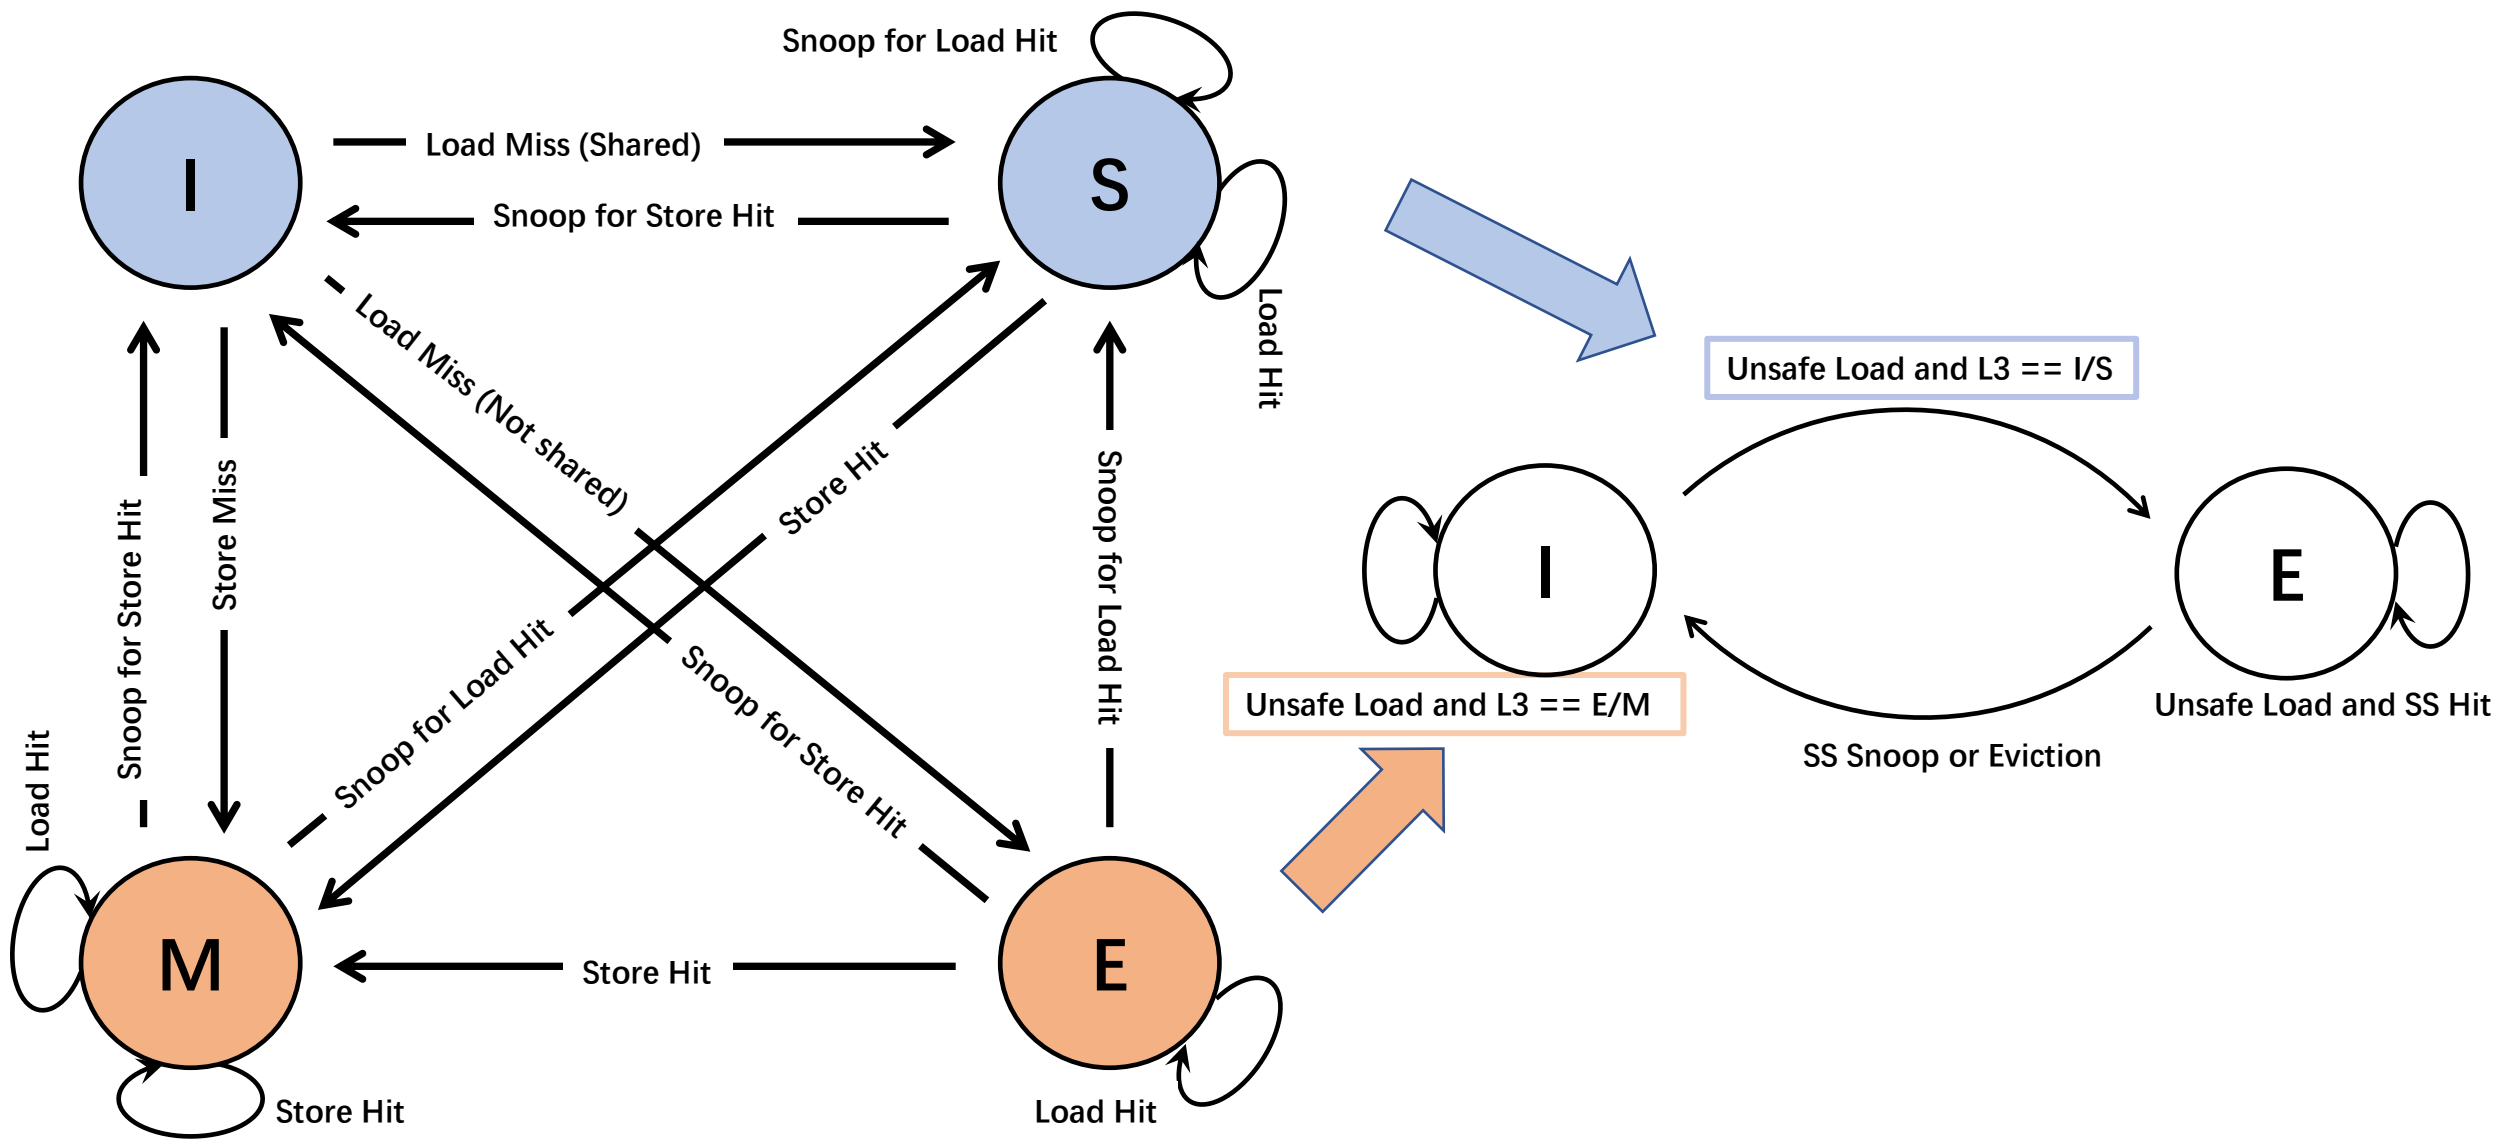 Snoop for Load Hit
I
Load Miss (Shared)
S
Snoop for Store Hit
Load Hit
Load Miss (Not shared)
Store Hit
Unsafe Load and L3 == I/S
Snoop for Store Hit
Store Miss
Snoop for Load Hit
I
E
Snoop for Load Hit
Snoop for Store Hit
Unsafe Load and L3 == E/M
Unsafe Load and SS Hit
SS Snoop or Eviction
Load Hit
M
Store Hit
E
Store Hit
Load Hit